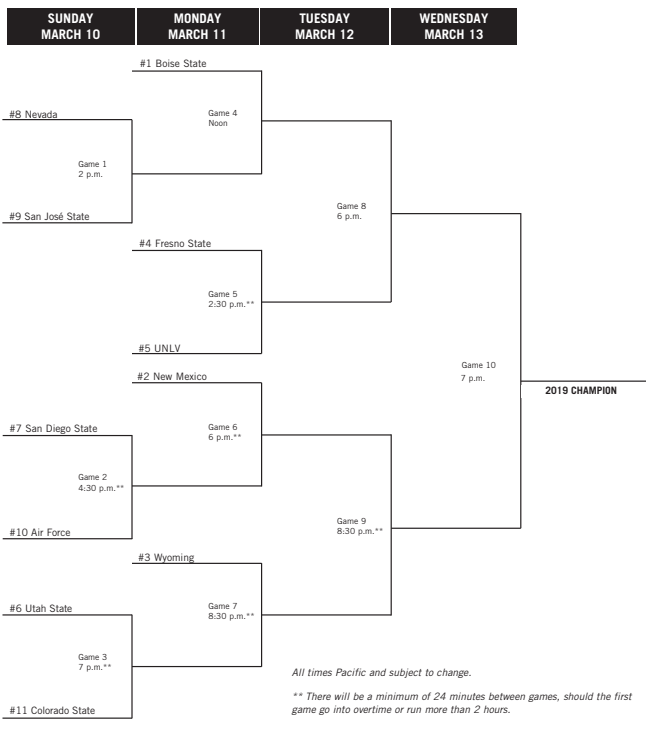 SUNDAY
MARCH 10
MONDAY
MARCH 11
TUESDAY
MARCH 12
WEDNESDAY
MARCH 13
#1 Boise State
#8 Nevada
Game 4
Noon
Game 1
2 p.m.
#9 San José State
Game 8
6 p.m.
#4 Fresno State
Game 5
2:30 p.m.**
#5 UNLV
Game 10
7 p.m.
#2 New Mexico
2019 CHAMPION
#7 San Diego State
Game 6
6 p.m.**
Game 2
4:30 p.m.**
#10 Air Force
Game 9
8:30 p.m.**
#3 Wyoming
#6 Utah State
Game 7
8:30 p.m.**
Game 3
7 p.m.**
#11 Colorado State
All times Pacific and subject to change.
** There will be a minimum of 24 minutes between games, should the first
game go into overtime or run more than 2 hours.